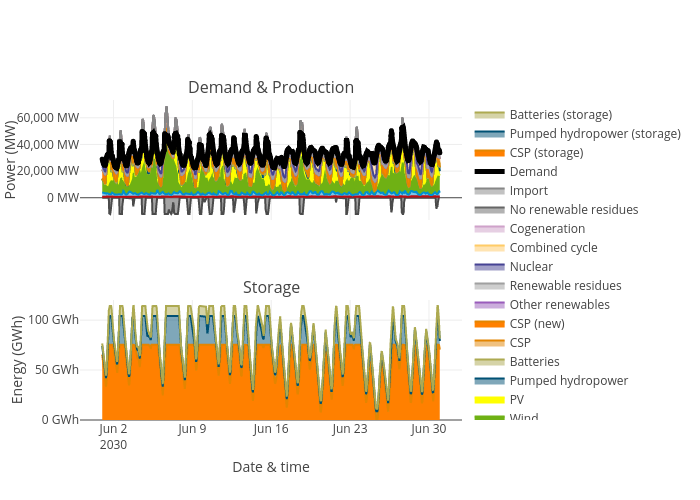 Demand & Production
Power (MW)
60,000 MW
40,000 MW
20,000 MW
0 MW
Storage
Energy (GWh)
100 GWh
50 GWh
0 GWh
Jun 2
2030
Jun 9
Jun 16
Jun 23
Jun 30
Date & time
Batteries (storage)
Pumped hydropower (storage)
CSP (storage)
Demand
Import
No renewable residues
Cogeneration
Combined cycle
Nuclear
Renewable residues
Other renewables
CSP (new)
CSP
Batteries
Pumped hydropower
PV
Wind